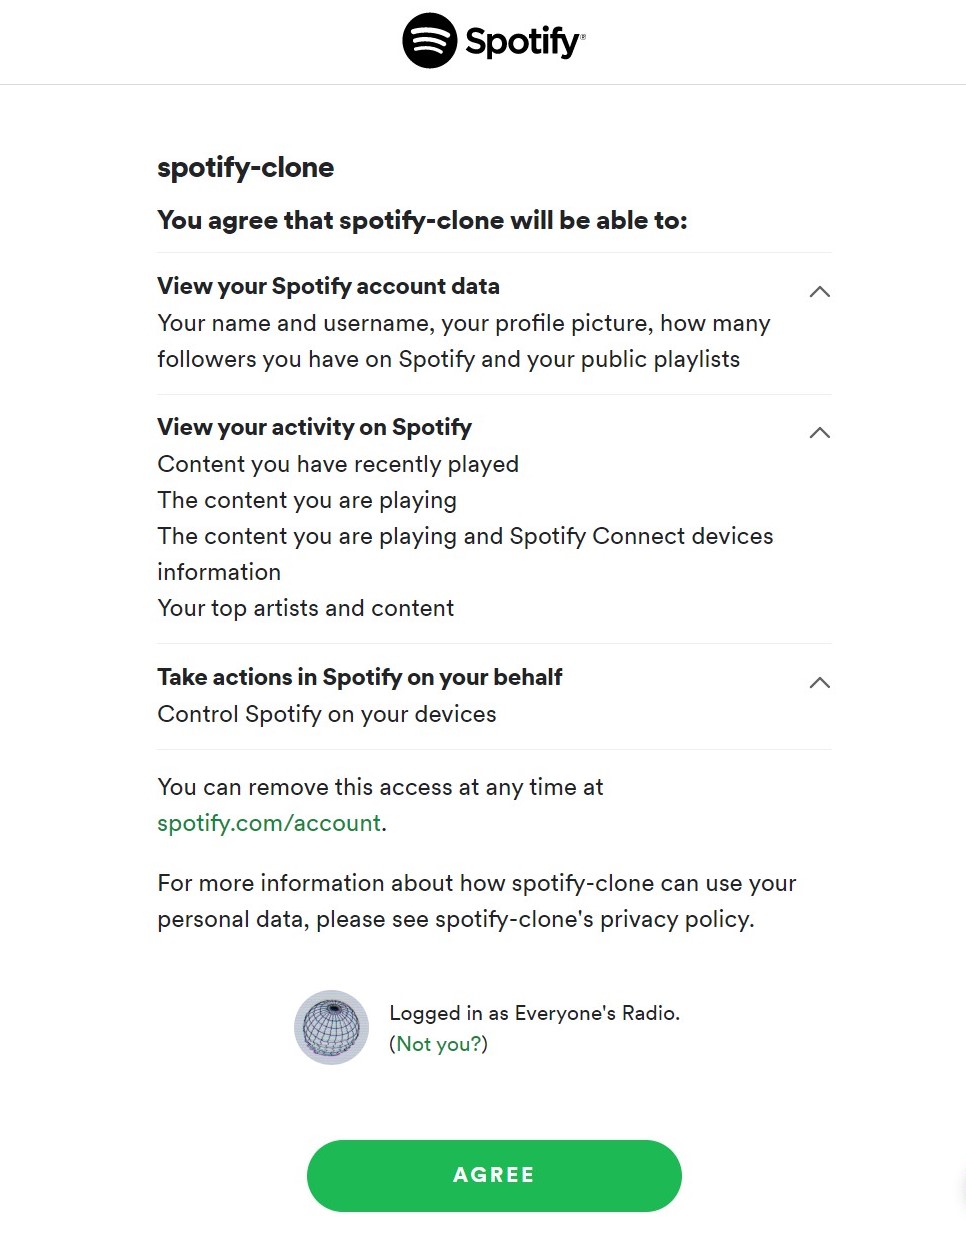 Spotify®
spotify-clone
You agree that spotify-clone will be able to:
View your Spotify account data
Your name and username, your profile picture, how many
followers you have on Spotify and your public playlists
View your activity on Spotify
Content you have recently played
The content you are playing
The content you are playing and Spotify Connect devices
information
Your top artists and content
Take actions in Spotify on your behalf
Control Spotify on your devices
You can remove this access at any time at
spotify.com/account.
For more information about how spotify-clone can use your
personal data, please see spotify-clone's privacy policy.
Logged in as Everyone's Radio.
(Not you?)
AGREE